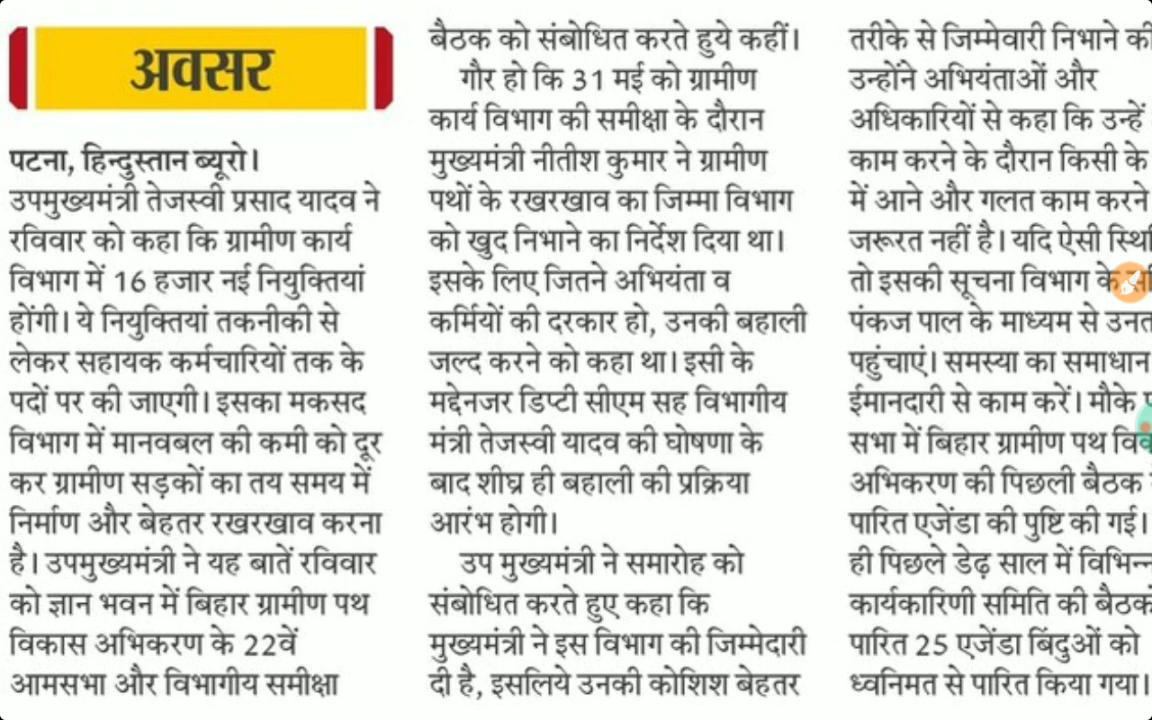 अवसर
पटना, हिन्दुस्तान ब्यूरो।
उपमुख्यमंत्री तेजस्वी प्रसाद यादव ने
रविवार को कहा कि ग्रामीण कार्य
विभाग में 16 हजार नई नियुक्तियां
होंगी। ये नियुक्तियां तकनीकी से
लेकर सहायक कर्मचारियों तक के
पदों पर की जाएगी। इसका मकसद
विभाग में मानवबल की कमी को दूर
कर ग्रामीण सड़कों का तय समय में
निर्माण और बेहतर रखरखाव करना
है। उपमुख्यमंत्री ने यह बातें रविवार
को ज्ञान भवन में बिहार ग्रामीण पथ
विकास अभिकरण के 22वें
आमसभा और विभागीय समीक्षा
बैठक को संबोधित करते हुये कहीं।
गौर हो कि 31 मई को ग्रामीण
कार्य विभाग की समीक्षा के दौरान
मुख्यमंत्री नीतीश कुमार ने ग्रामीण
पथों के रखरखाव का जिम्मा विभाग
को खुद निभाने का निर्देश दिया था।
इसके लिए जितने अभियंता व
कर्मियों की दरकार हो, उनकी बहाली
जल्द करने को कहा था। इसी के
मद्देनजर डिप्टी सीएम सह विभागीय
मंत्री तेजस्वी यादव की घोषणा के
बाद शीघ्र ही बहाली की प्रक्रिया
आरंभ होगी।
उप मुख्यमंत्री ने समारोह को
संबोधित करते हुए कहा कि
मुख्यमंत्री ने इस विभाग की जिम्मेदारी
दी है, इसलिये उनकी कोशिश बेहतर
तरीके से जिम्मेवारी निभाने की
उन्होंने अभियंताओं और
अधिकारियों से कहा कि उन्हें
काम करने के दौरान किसी के
में आने और गलत काम करने
जरूरत नहीं है। यदि ऐसी
तो इसकी सूचना विभाग के
पंकज पाल के माध्यम से
पहुंचाएं। समस्या का समाधान
ईमानदारी से काम करें। मौके
सभा में बिहार ग्रामीण पथ
अभिकरण की पिछली बैठक
पारित एजेंडा की पुष्टि की गई।
ही पिछले डेढ़ साल में विभिन्न
कार्यकारिणी समिति की
पारित 25 एजेंडा बिंदुओं को
ध्वनिमत से पारित किया गया।